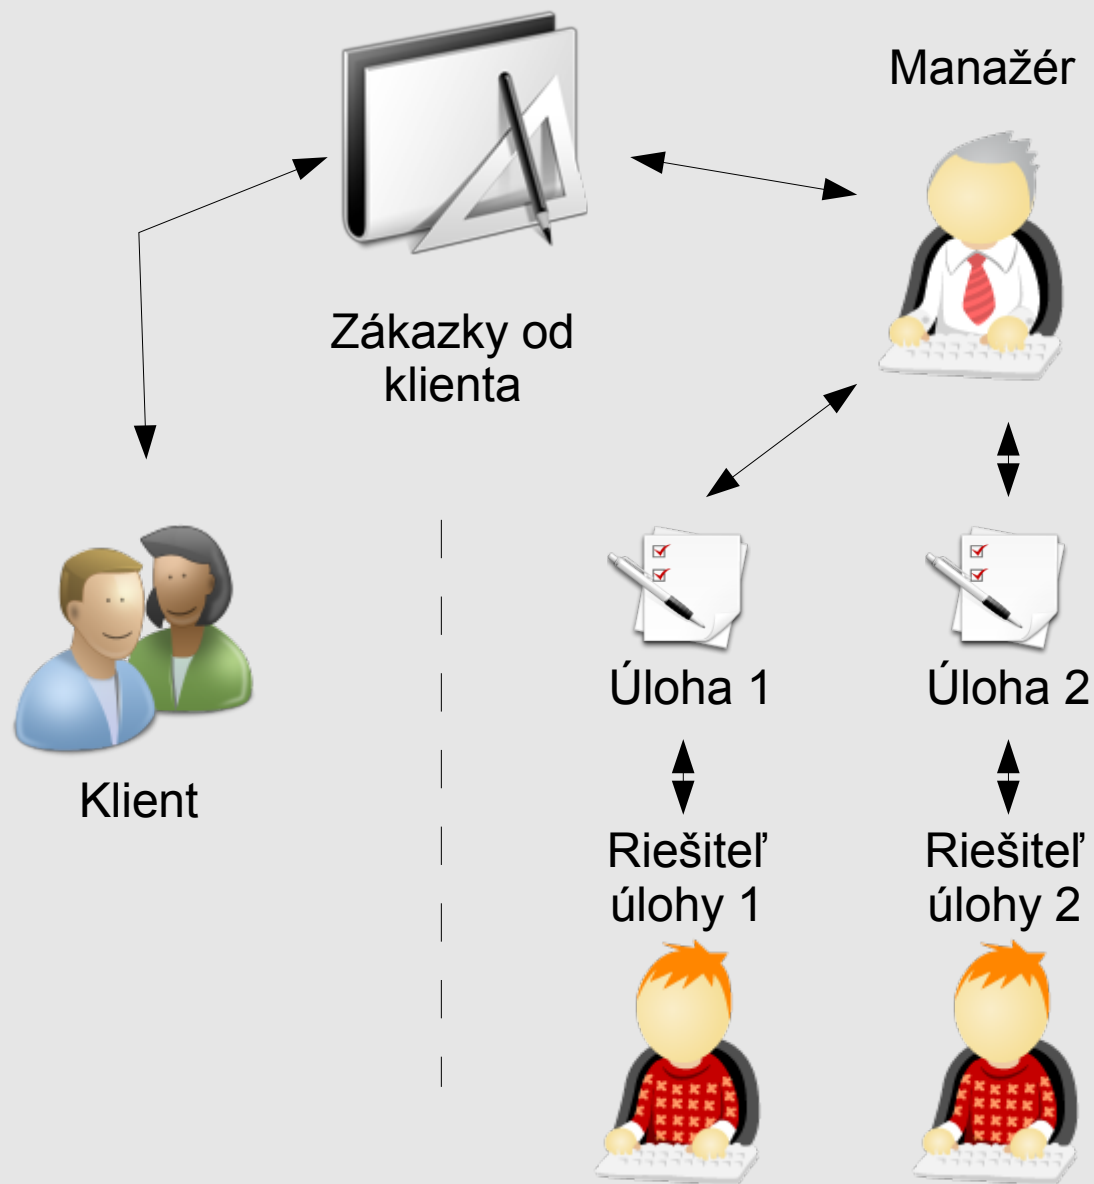 Manažér
Zákazky od
klienta
Úloha 1
Úloha 2
Klient
Riešiteľ
úlohy 1
Riešiteľ
úlohy 2